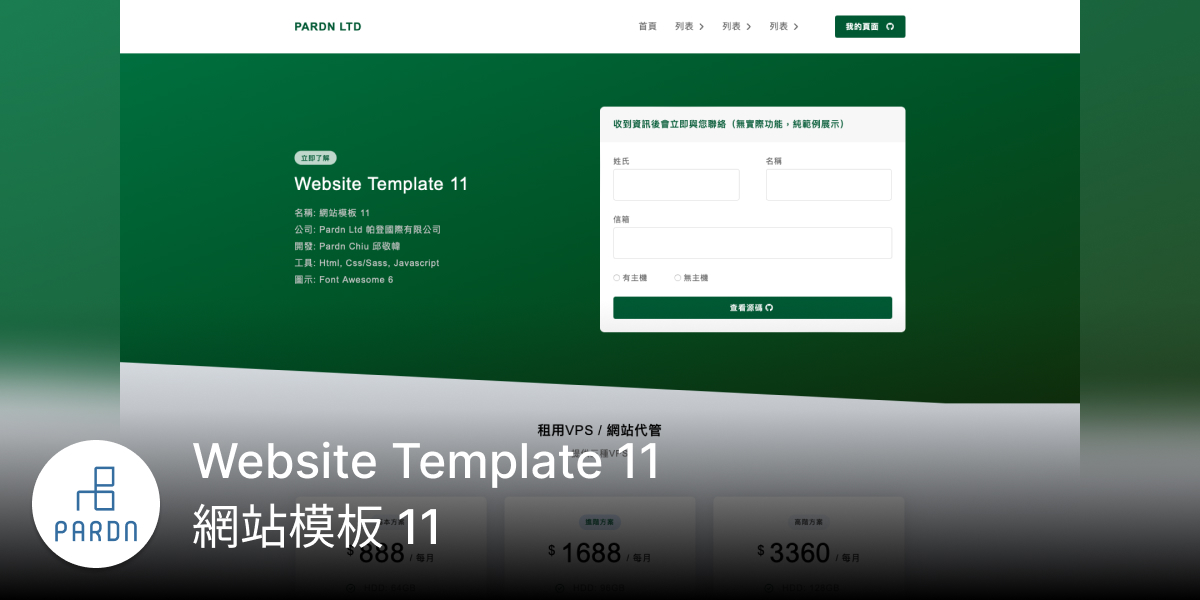 PARDN LTD
首頁 列表 列表 列表 我的頁面
立即了解
Website Template 11
名稱: 網站模板 11
公司: Pardn Ltd 帕登國際有限公司
開發: Pardn Chiu 邱敬幃
工具: Html, Css/Sass, Javascript
圖示: Font Awesome 6
收到資訊後會立即與您聯絡（無實際功能，純範例展示）
姓氏 名稱
信箱
有主機 無主機
查看源碼
租用VPS / 網站代管
Website Template 11
網站模板 11
PARDN
進階方案 高階方案
$ 888 / 每月 $ 1688 / 每月 $ 3360 / 每月